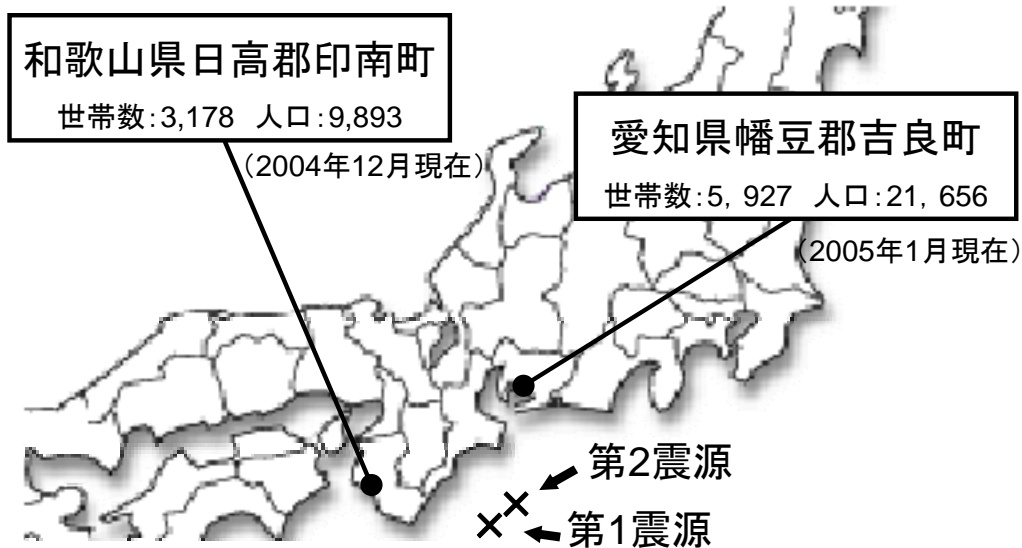 和歌山県日高郡印南町
世帯数:3,178 人口:9,893
(2004年12月現在)
愛知県幡豆郡吉良町
世帯数:5, 927 人口:21, 656
(2005年1月現在)
第2震源
第1震源